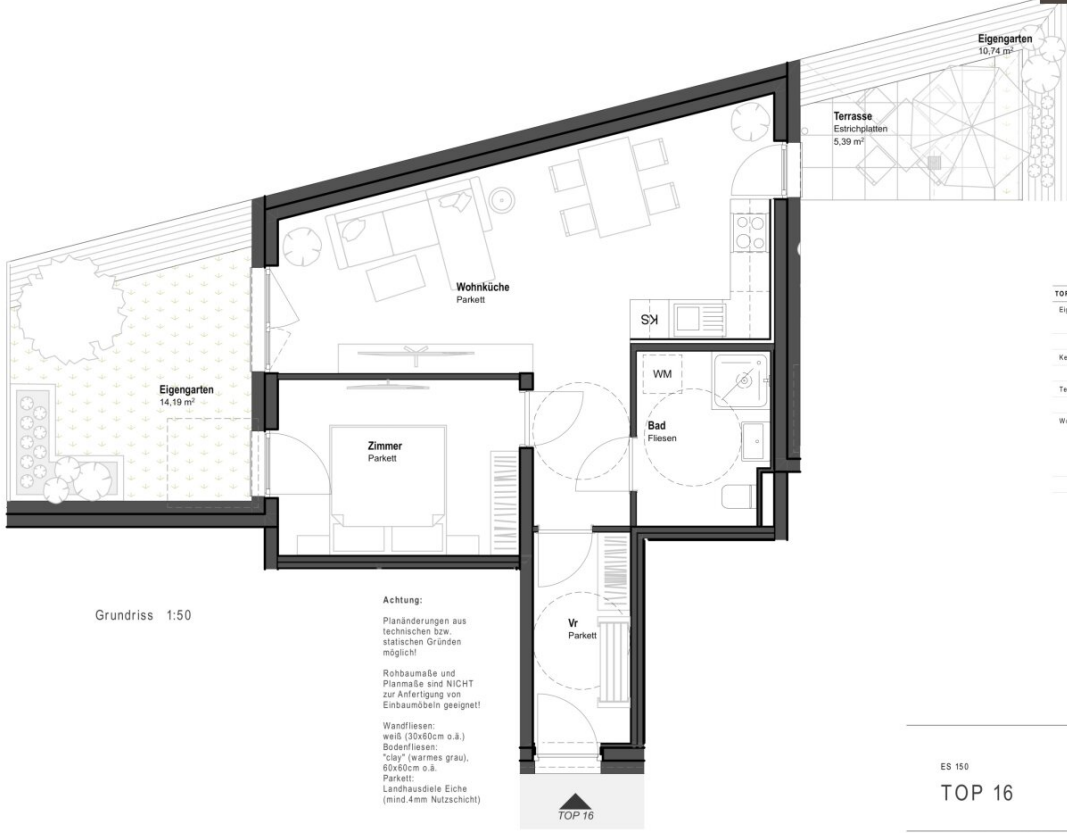 Eigengarten
10,74 m²
Terrasse
Estrichplatten
5,39 m²
Wohnküche
Parkett
KS
WM
Eigengarten
14,19 m²
Zimmer
Parkett
Bad
Fliesen
Vr
Parkett
Grundriss 1:50
Achtung:
Planänderungen aus
technischen bzw.
statischen Gründen
möglich!
Rohbaumaße und
Planmaße sind NICHT
zur Anfertigung von
Einbaumöbeln geeignet!
Wandfliesen:
weiß (30x60cm o.ä.)
Bodenfliesen:
"clay" (warmes grau),
60x60cm o.ä.
Parkett:
Landhausdiele Eiche
(mind.4mm Nutzschicht)
TOP 16
ES 150
TOP 16